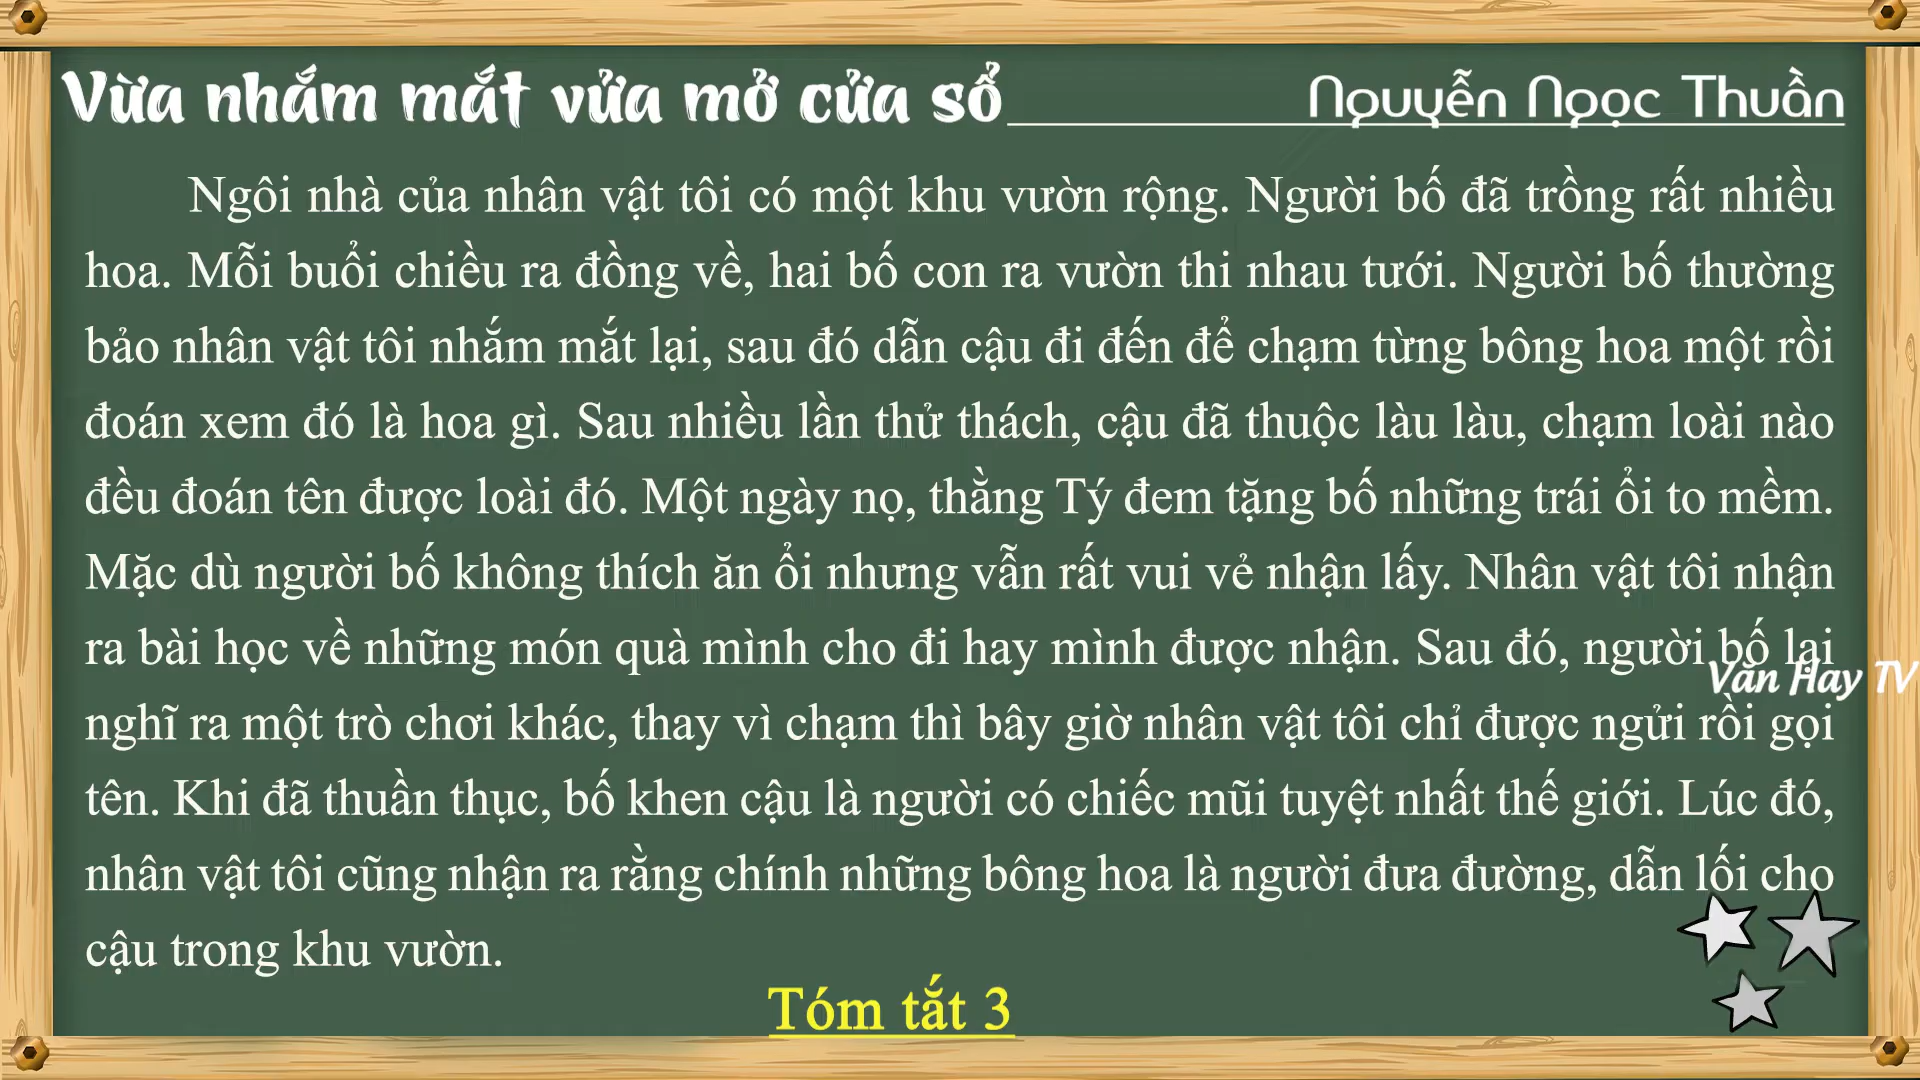 Vừa nhắm mắt vửa mở cửa sổ Nguyễn Ngọc Thuần
Ngôi nhà của nhân vật tôi có một khu vườn rộng. Người bố đã trồng rất nhiều
hoa. Mỗi buổi chiều ra đồng về, hai bố con ra vườn thi nhau tưới. Người bố thường
bảo nhân vật tôi nhắm mắt lại, sau đó dẫn cậu đi đến để chạm từng bông hoa một rồi
đoán xem đó là hoa gì. Sau nhiều lần thử thách, cậu đã thuộc làu làu, chạm loài nào
đều đoán tên được loài đó. Một ngày nọ, thằng Tý đem tặng bố những trái ổi to mềm.
Mặc dù người bố không thích ăn ổi nhưng vẫn rất vui vẻ nhận lấy. Nhân vật tôi nhận
ra bài học về những món quà mình cho đi hay mình được nhận. Sau đó, người bố lại
Văn Hay TV
nghĩ ra một trò chơi khác, thay vì chạm thì bây giờ nhân vật tôi chỉ được ngửi rồi gọi
tên. Khi đã thuần thục, bố khen cậu là người có chiếc mũi tuyệt nhất thế giới. Lúc đó,
nhân vật tôi cũng nhận ra rằng chính những bông hoa là người đưa đường, dẫn lối cho
cậu trong khu vườn.
Tóm tắt 3